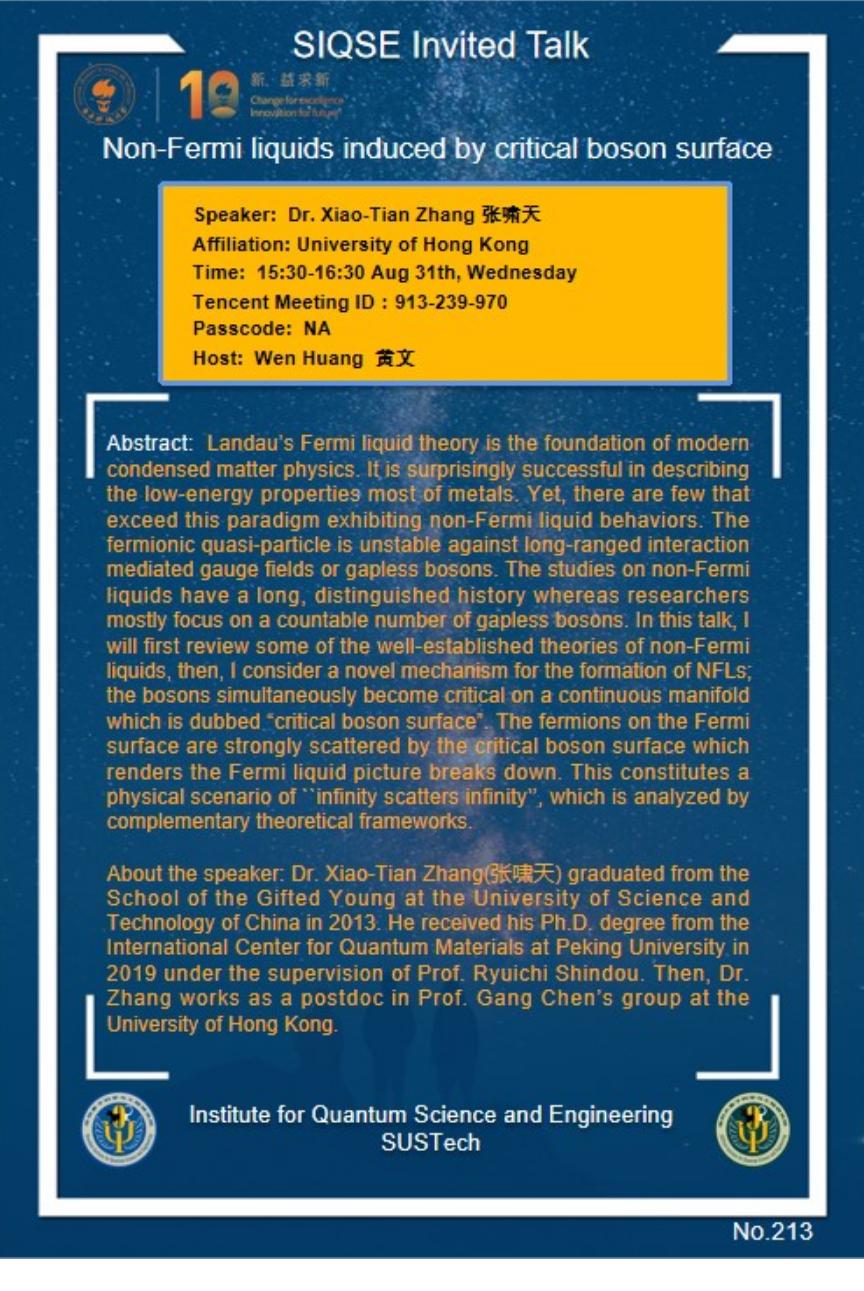 SIQSE Invited Talk
新 益求新
Change for excellence
Innovation for future
Non-Fermi liquids induced by critical boson surface
Speaker: Dr. Xiao-Tian Zhang 张啸天
Affiliation: University of Hong Kong
Time: 15:30-16:30 Aug 31th, Wednesday
Tencent Meeting ID : 913-239-970
Passcode: NA
Host: Wen Huang 黄文
Abstract: Landau's Fermi liquid theory is the foundation of modern
condensed matter physics. It is surprisingly successful in describing
the low-energy properties most of metals. Yet, there are few that
exceed this paradigm exhibiting non-Fermi liquid behaviors. The
fermionic quasi-particle is unstable against long-ranged interaction
mediated gauge fields or gapless bosons. The studies on non-Fermi
liquids have a long, distinguished history whereas researchers
mostly focus on a countable number of gapless bosons. In this talk, I
will first review some of the well-established theories of non-Fermi
liquids, then, I consider a novel mechanism for the formation of NFLs;
the bosons simultaneously become critical on a continuous manifold
which is dubbed “critical boson surface”. The fermions on the Fermi
surface are strongly scattered by the critical boson surface which
renders the Fermi liquid picture breaks down. This constitutes a
physical scenario of ``infinity scatters infinity'', which is analyzed by
complementary theoretical frameworks.
About the speaker: Dr. Xiao-Tian Zhang(张啸天) graduated from the
School of the Gifted Young at the University of Science and
Technology of China in 2013. He received his Ph.D. degree from the
International Center for Quantum Materials at Peking University in
2019 under the supervision of Prof. Ryuichi Shindou. Then, Dr.
Zhang works as a postdoc in Prof. Gang Chen's group at the
University of Hong Kong.
Institute for Quantum Science and Engineering
SUSTech
No.213